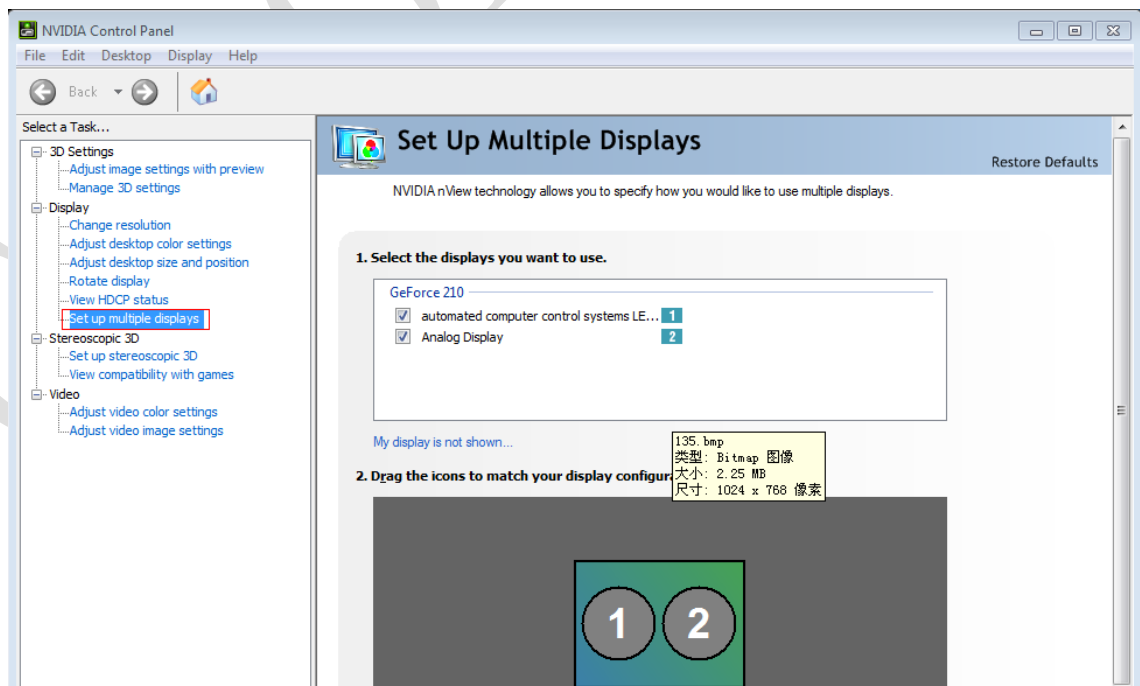 NVIDIA Control Panel
File Edit Desktop Display Help
Back
Select a Task...
3D Settings
Adjust image settings with preview
Manage 3D settings
Display
Change resolution
Adjust desktop color settings
Adjust desktop size and position
Rotate display
View HDCP status
Set up multiple displays
Stereoscopic 3D
Set up stereoscopic 3D
View compatibility with games
Video
Adjust video color settings
Adjust video image settings
Set Up Multiple Displays
Restore Defaults
NVIDIA nView technology allows you to specify how you would like to use multiple displays.
1. Select the displays you want to use.
GeForce 210
automated computer control systems LE... 1
Analog Display 2
My display is not shown...
135.bmp
类型: Bitmap 图像
大小: 2.25 MB
尺寸: 1024 x 768 像素
2. Drag the icons to match your display configur
1 2